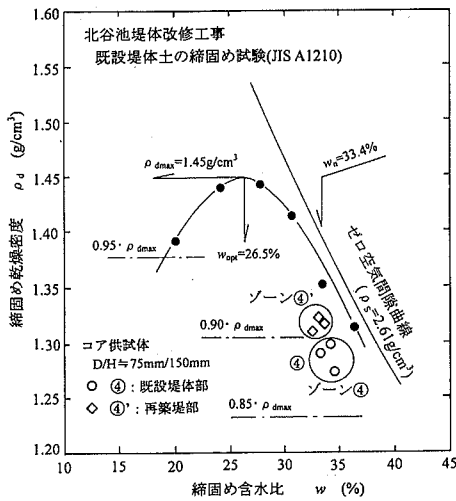 北谷池堤体改修工事
既設堤体土の締固め試験(JIS A1210)
締固め乾燥密度 ρd (g/cm³)
1.60
1.55
1.50
1.45
1.40
1.35
1.30
1.25
1.20
ρdmax=1.45g/cm³
wn=33.4%
0.95・ρdmax
wopt=26.5%
ゼロ空気間隙曲線
(ρs=2.61g/cm³)
ゾーン④'
0.90・ρdmax
コア供試体
D/H≒75mm/150mm
○ ④:既設堤体部
◇ ④':再築堤部
④
ゾーン④
0.85・ρdmax
10 15 20 25 30 35 40 45
締固め含水比 w (%)